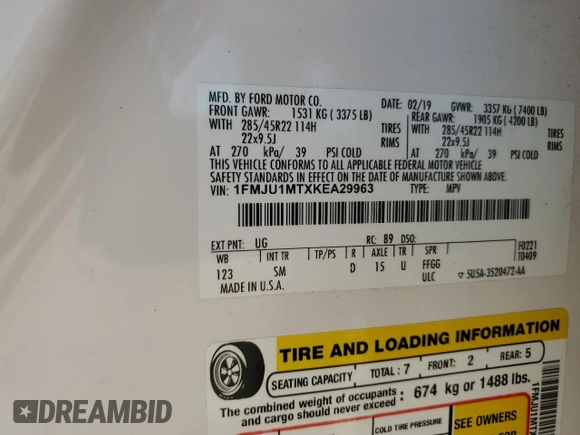 MFD. BY FORD MOTOR CO. 02/19 GVWR: 3357 KG ( 7400 LB)
FRONT GAWR: 1531 KG ( 3375 LB) REAR GAWR: 1905 KG ( 4200 LB)
WITH 285/45R22 114H TIRES WITH 285/45R22 114H TIRES
22x9.5J RIMS 22x9.5J RIMS
AT 270 kPa/ 39 PSI COLD AT 270 kPa/ 39 PSI COLD
THIS VEHICLE CONFORMS TO ALL APPLICABLE FEDERAL MOTOR VEHICLE
SAFETY STANDARDS IN EFFECT ON THE DATE OF MANUFACTURE SHOWN ABOVE.
VIN: 1FMJU1MTXKEA29963 TYPE: MPV
EXT PNT: UG RC: 89 DSO:
WB INT TR TP/PS R AXLE TR SPR F0221
123 SM D 15 U FFGG T0409
MADE IN U.S.A. ULC ▽ 5U5A-3520472-AA
TIRE AND LOADING INFORMATION
SEATING CAPACITY TOTAL: 7 FRONT: 2 REAR: 5
The combined weight of occupants and cargo should never exceed: 674 kg or 1488 lbs.
COLD TIRE PRESSURE SEE OWNERS
DREAMBID